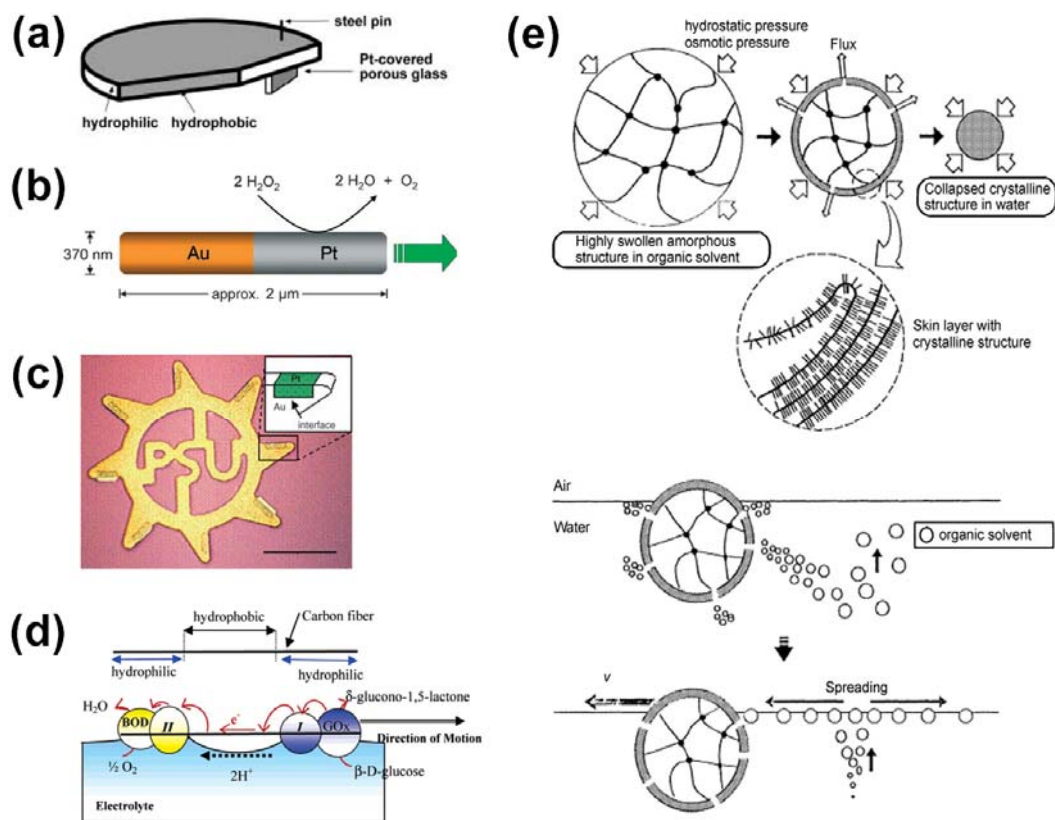 (a)
steel pin
Pt-covered
porous glass
hydrophilic
hydrophobic
(b)
2 H2O2
2 H2O + O2
370 nm
Au
Pt
approx. 2 µm
(c)
Pt
Au
interface
PSU
(d)
hydrophobic
Carbon fiber
hydrophilic
hydrophilic
H2O
δ-glucono-1,5-lactone
BOD
II
e-
I
GOx
Direction of Motion
½ O2
2H+
β-D-glucose
Electrolyte
(e)
hydrostatic pressure
osmotic pressure
Flux
Collapsed crystalline
structure in water
Highly swollen amorphous
structure in organic solvent
Skin layer with
crystalline structure
Air
Water
organic solvent
v
Spreading